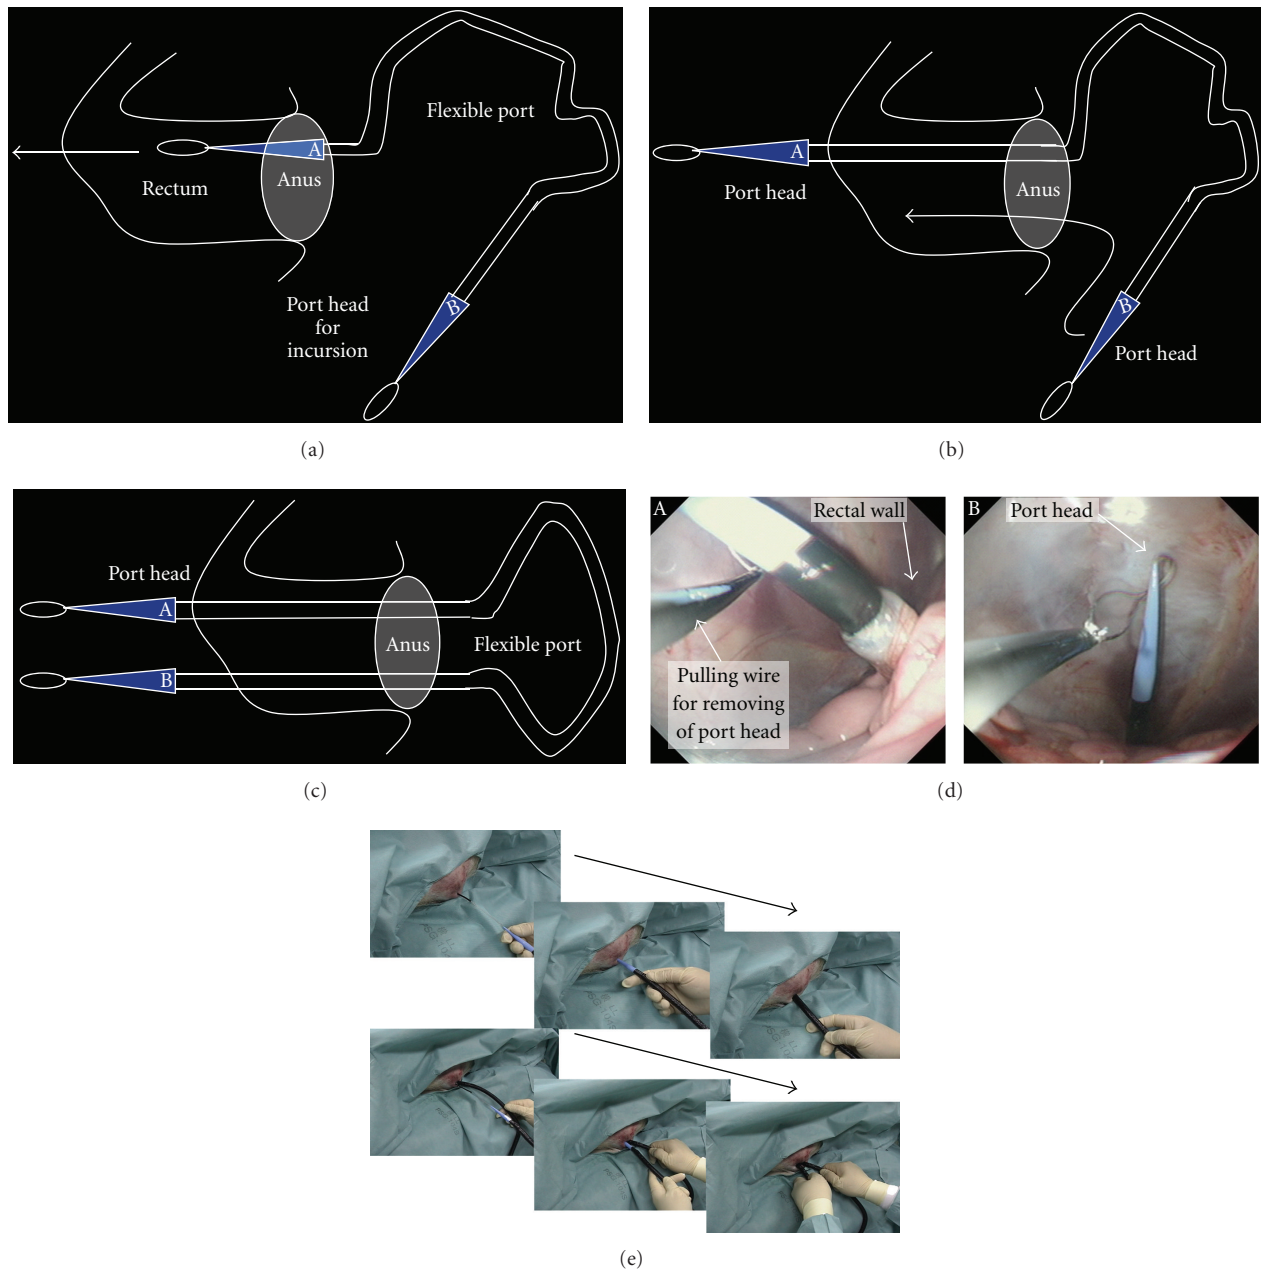 A
Flexible port
Rectum
Anus
Port head
for
incursion
B
(a)
A
Port head
Anus
B
Port head
(b)
Port head
A
Anus
Flexible port
B
(c)
A
Rectal wall
Pulling wire
for removing
of port head
B
Port head
(d)
(e)